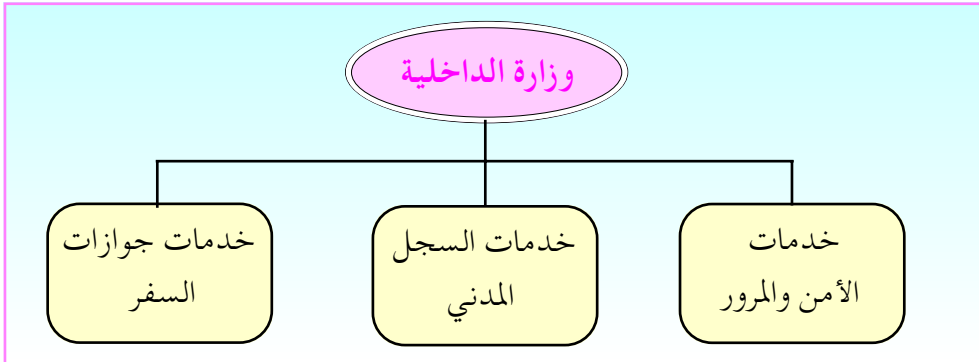 وزارة الداخلية
خدمات
الأمن والمرور
خدمات السجل
المدني
خدمات جوازات
السفر